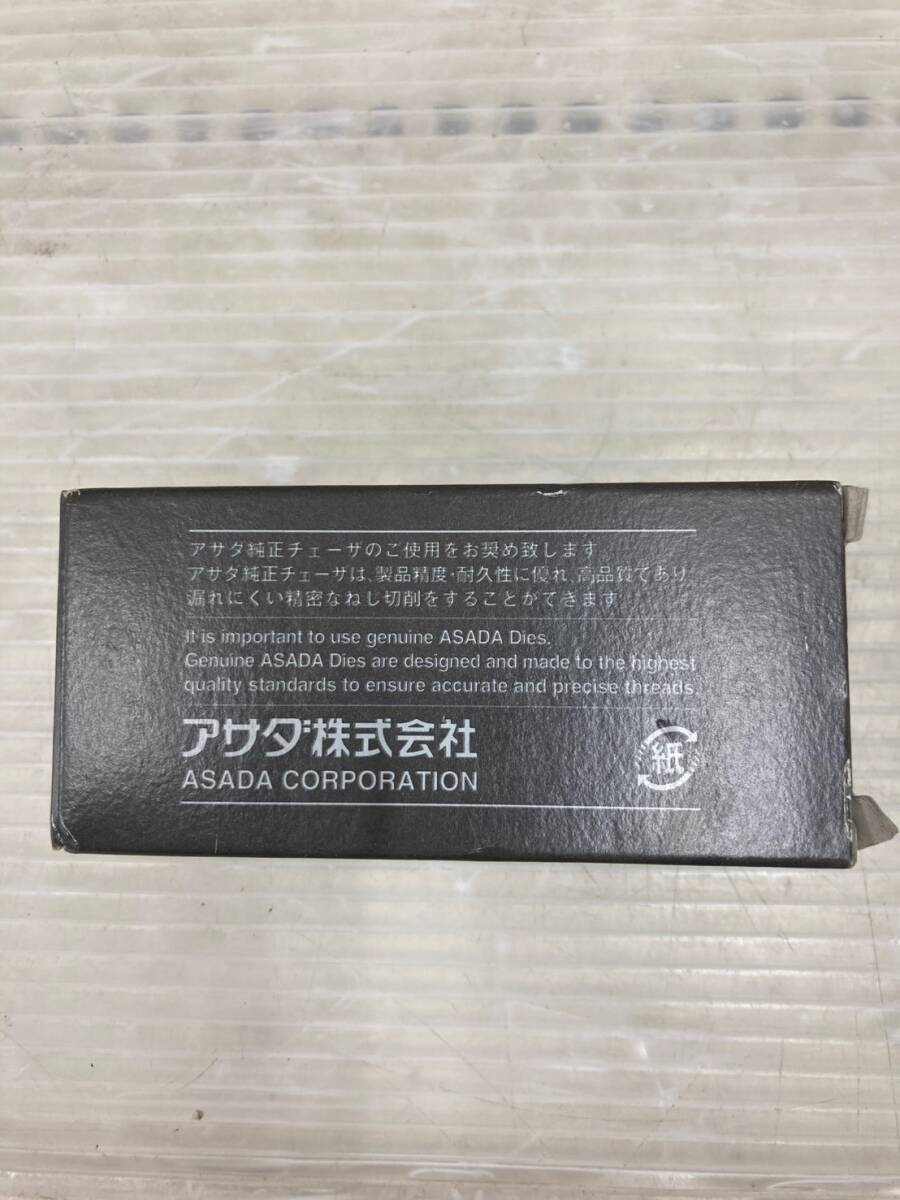 アサダ純正チェーザのご使用をお奨め致します
アサダ純正チェーザは、製品精度・耐久性に優れ、高品質であり
漏れにくい精密なねじ切削をすることができます
It is important to use genuine ASADA Dies.
Genuine ASADA Dies are designed and made to the highest
quality standards to ensure accurate and precise threads.
アサダ株式会社
ASADA CORPORATION
紙